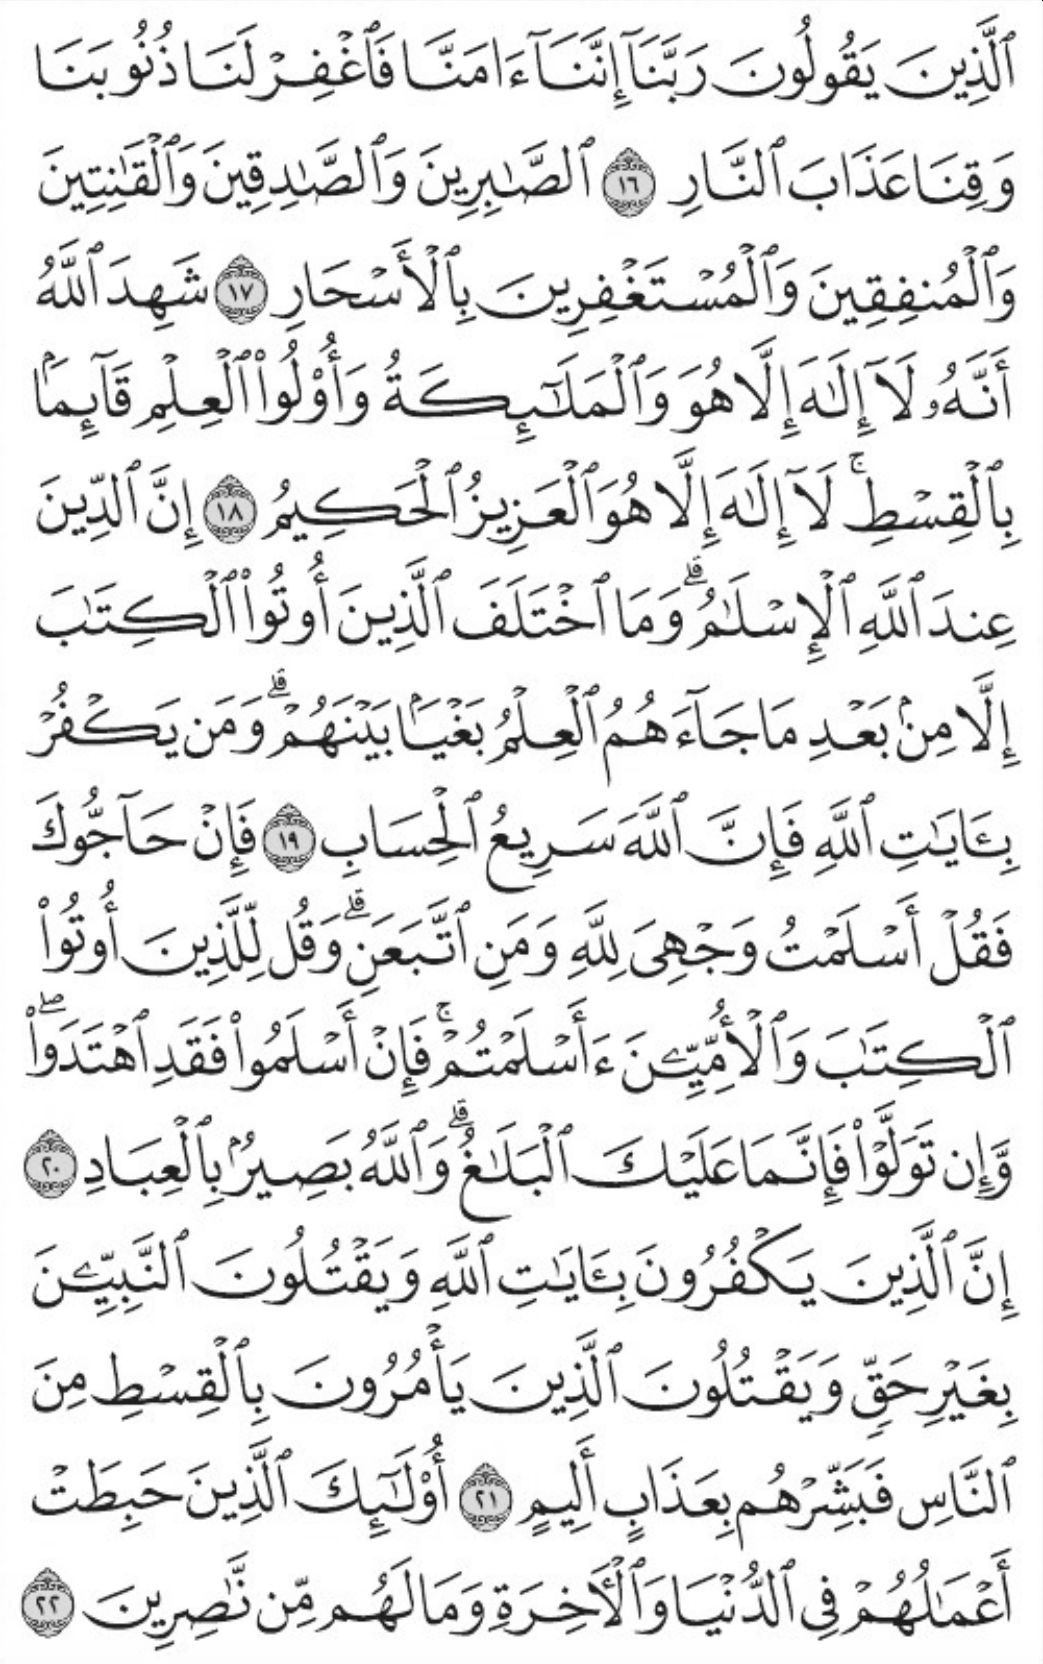 ٱلَّذِينَ يَقُولُونَ رَبَّنَآ إِنَّنَآ ءَامَنَّا فَٱغْفِرْ لَنَا ذُنُوبَنَا
وَقِنَا عَذَابَ ٱلنَّارِ ١٦ ٱلصَّٰبِرِينَ وَٱلصَّٰدِقِينَ وَٱلْقَٰنِتِينَ
وَٱلْمُنفِقِينَ وَٱلْمُسْتَغْفِرِينَ بِٱلْأَسْحَارِ ١٧ شَهِدَ ٱللَّهُ
أَنَّهُۥ لَآ إِلَٰهَ إِلَّا هُوَ وَٱلْمَلَٰٓئِكَةُ وَأُو۟لُوا۟ ٱلْعِلْمِ قَآئِمًۢا
بِٱلْقِسْطِ ۚ لَآ إِلَٰهَ إِلَّا هُوَ ٱلْعَزِيزُ ٱلْحَكِيمُ ١٨ إِنَّ ٱلدِّينَ
عِندَ ٱللَّهِ ٱلْإِسْلَٰمُ ۗ وَمَا ٱخْتَلَفَ ٱلَّذِينَ أُوتُوا۟ ٱلْكِتَٰبَ
إِلَّا مِنۢ بَعْدِ مَا جَآءَهُمُ ٱلْعِلْمُ بَغْيًۢا بَيْنَهُمْ ۗ وَمَن يَكْفُرْ
بِـَٔايَٰتِ ٱللَّهِ فَإِنَّ ٱللَّهَ سَرِيعُ ٱلْحِسَابِ ١٩ فَإِنْ حَآجُّوكَ
فَقُلْ أَسْلَمْتُ وَجْهِىَ لِلَّهِ وَمَنِ ٱتَّبَعَنِ ۗ وَقُل لِّلَّذِينَ أُوتُوا۟
ٱلْكِتَٰبَ وَٱلْأُمِّيِّـۧنَ ءَأَسْلَمْتُمْ ۚ فَإِنْ أَسْلَمُوا۟ فَقَدِ ٱهْتَدَوا۟ ۖ
وَّإِن تَوَلَّوْا۟ فَإِنَّمَا عَلَيْكَ ٱلْبَلَٰغُ ۗ وَٱللَّهُ بَصِيرٌۢ بِٱلْعِبَادِ ٢٠
إِنَّ ٱلَّذِينَ يَكْفُرُونَ بِـَٔايَٰتِ ٱللَّهِ وَيَقْتُلُونَ ٱلنَّبِيِّـۧنَ
بِغَيْرِ حَقٍّ وَيَقْتُلُونَ ٱلَّذِينَ يَأْمُرُونَ بِٱلْقِسْطِ مِنَ
ٱلنَّاسِ فَبَشِّرْهُم بِعَذَابٍ أَلِيمٍ ٢١ أُو۟لَٰٓئِكَ ٱلَّذِينَ حَبِطَتْ
أَعْمَٰلُهُمْ فِى ٱلدُّنْيَا وَٱلْـَٔاخِرَةِ وَمَا لَهُم مِّن نَّٰصِرِينَ ٢٢